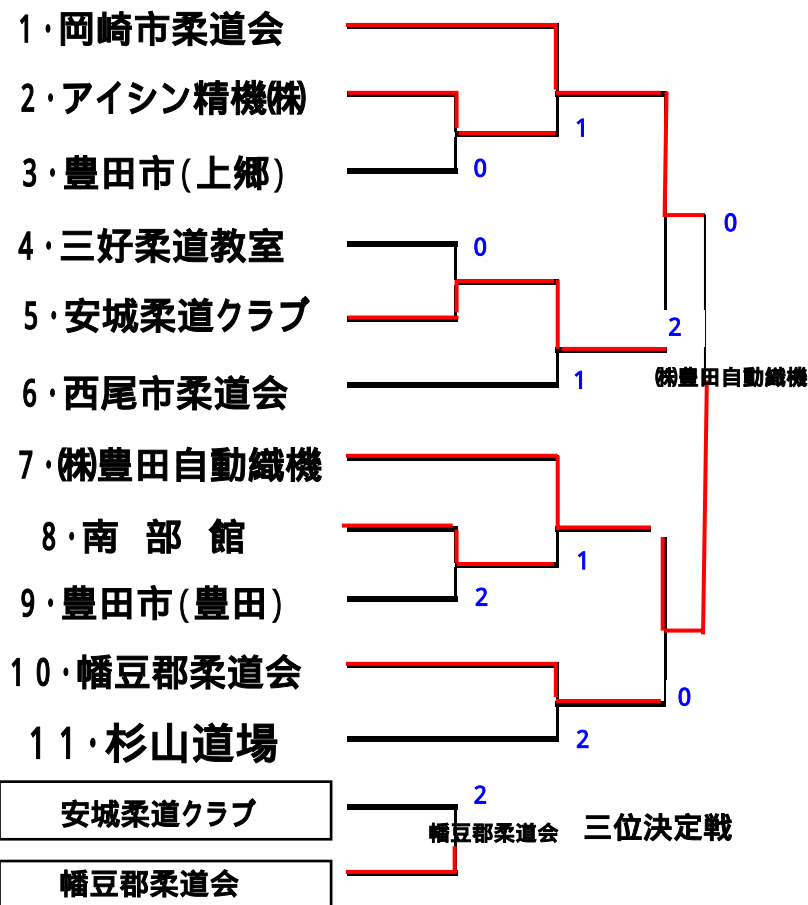 1・岡崎市柔道会
2・アイシン精機㈱
1
3・豊田市(上郷)
0
0
4・三好柔道教室
0
5・安城柔道クラブ
2
6・西尾市柔道会
1
㈱豊田自動織機
7・㈱豊田自動織機
8・南 部 館
1
9・豊田市(豊田)
2
10・幡豆郡柔道会
0
11・杉山道場
2
安城柔道クラブ
2
幡豆郡柔道会
三位決定戦
幡豆郡柔道会